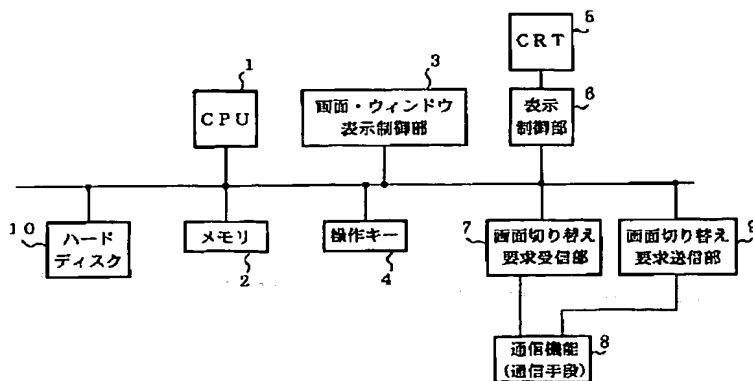 5
CRT
1
CPU
3
画面・ウィンドウ
表示制御部
6
表示
制御部
10
ハード
ディスク
メモリ
2
操作キー
4
7
画面切り替え
要求受信部
画面切り替え
要求送信部
9
通信機能
(通信手段)
8